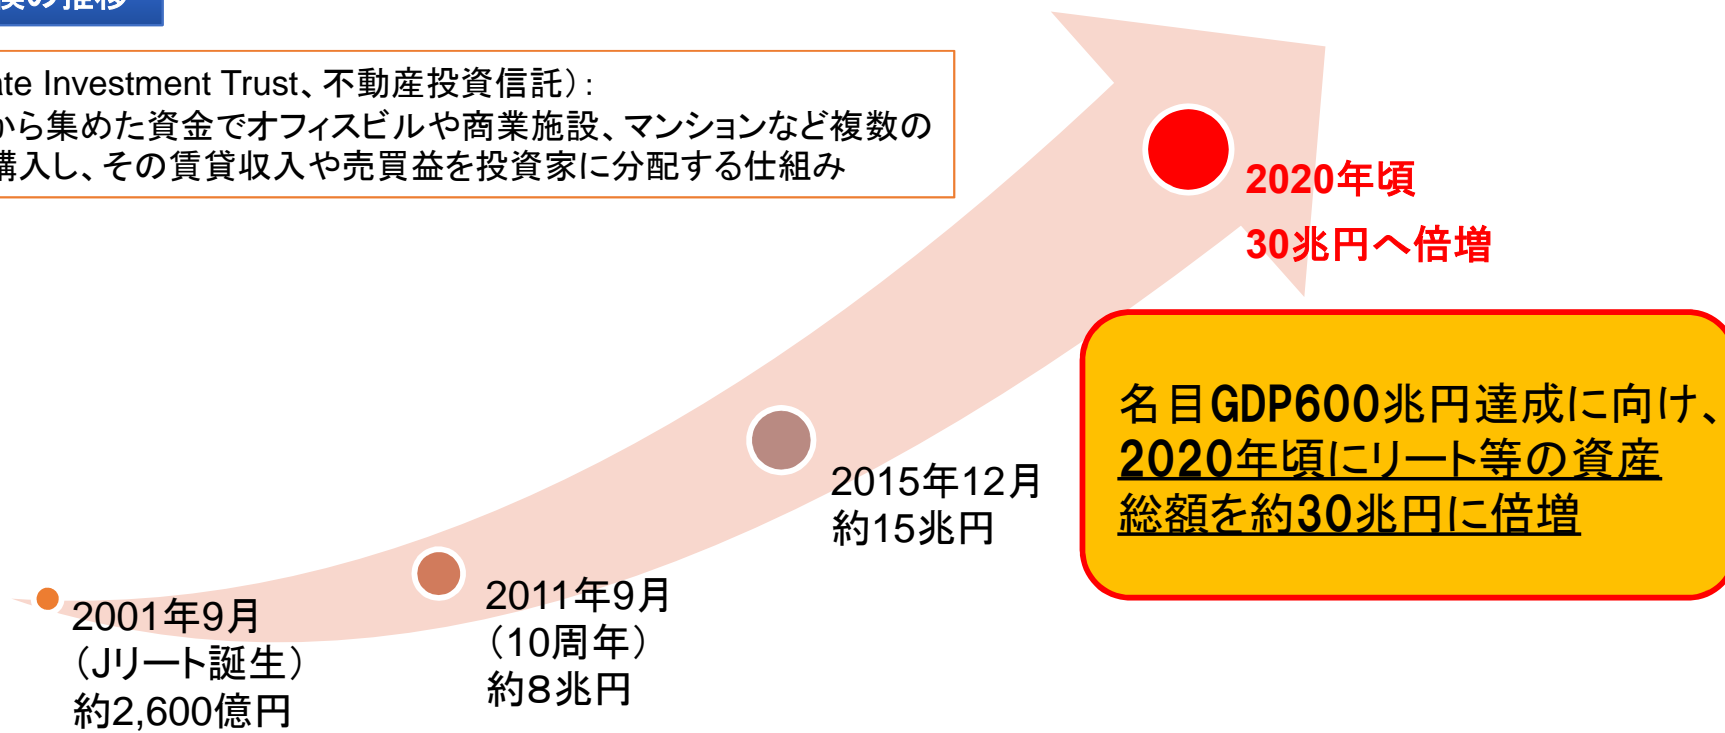 の推移
ate Investment Trust、不動産投資信託）：
から集めた資金でオフィスビルや商業施設、マンションなど複数の
購入し、その賃貸収入や売買益を投資家に分配する仕組み
2020年頃
30兆円へ倍増
名目GDP600兆円達成に向け、
2020年頃にリート等の資産
総額を約30兆円に倍増
2015年12月
約15兆円
2011年9月
（10周年）
約８兆円
2001年9月
（Jリート誕生）
約2,600億円